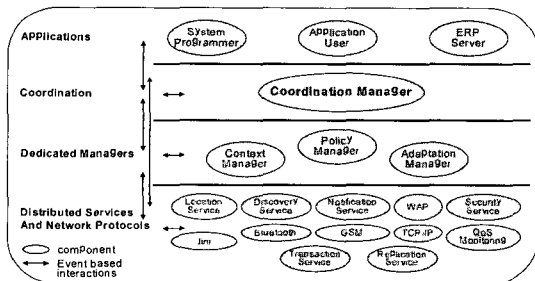 Applications
System Programmer
Application User
ERP Server
Coordination
Coordination Manager
Dedicated Managers
Context Manager
Policy Manager
Adaptation Manager
Distributed Services And Network Protocols
Location Service
Discovery Service
Notification Service
WAP
Security Service
Jini
Bluetooth
GSM
TCP/IP
QoS Monitoring
Transaction Service
Replication Service
component
Event based interactions